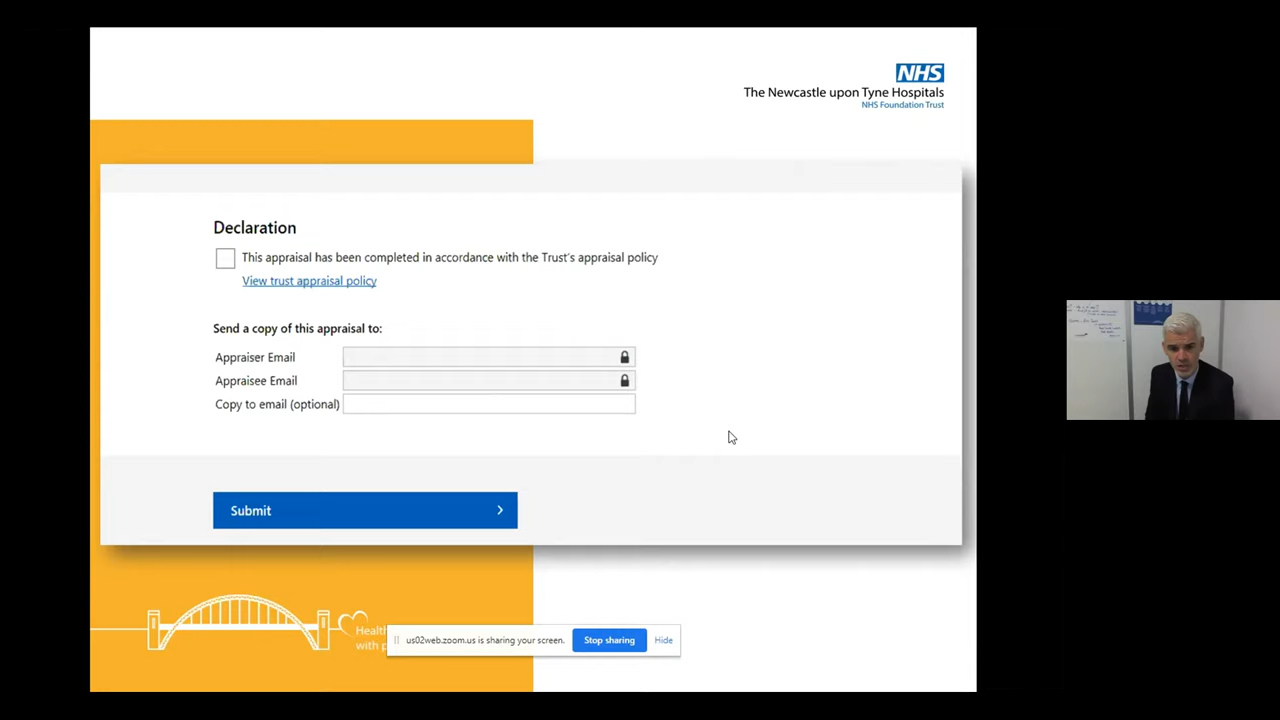 NHS
The Newcastle upon Tyne Hospitals
NHS Foundation Trust
Declaration
This appraisal has been completed in accordance with the Trust's appraisal policy
View trust appraisal policy
Send a copy of this appraisal to:
Appraiser Email
Appraisee Email
Copy to email (optional)
Submit
Health
with p
us02web.zoom.us is sharing your screen.
Stop sharing
Hide